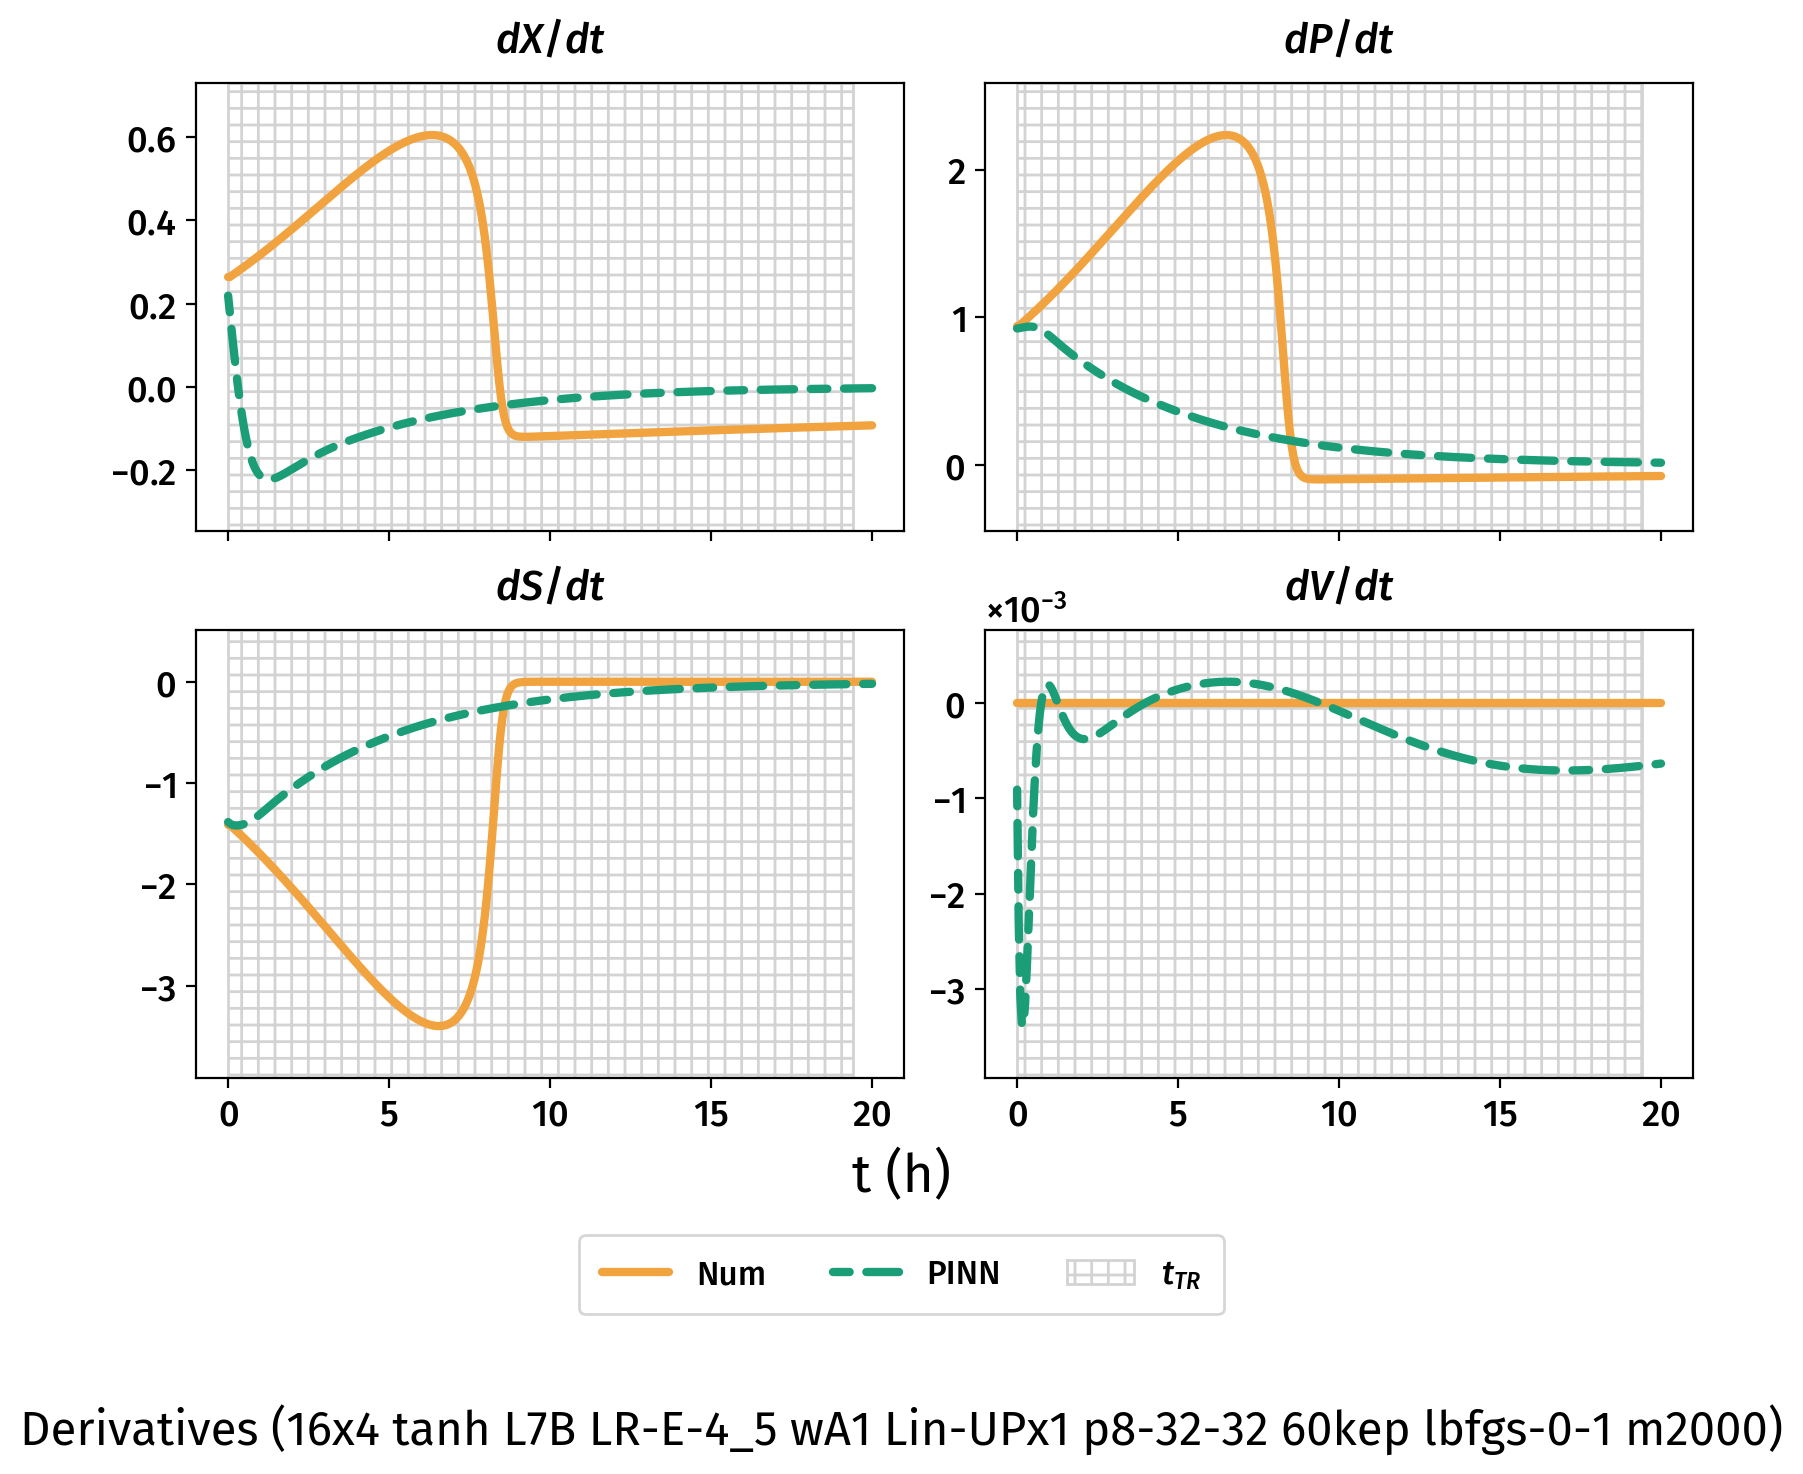 dX/dt
dP/dt
0.6
0.4
0.2
0.0
−0.2
2
1
0
dS/dt
dV/dt
×10⁻³
0
−1
−2
−3
0
−1
−2
−3
0 5 10 15 20
0 5 10 15 20
t (h)
Num PINN t_TR
Derivatives (16x4 tanh L7B LR-E-4_5 wA1 Lin-UPx1 p8-32-32 60kep lbfgs-0-1 m2000)